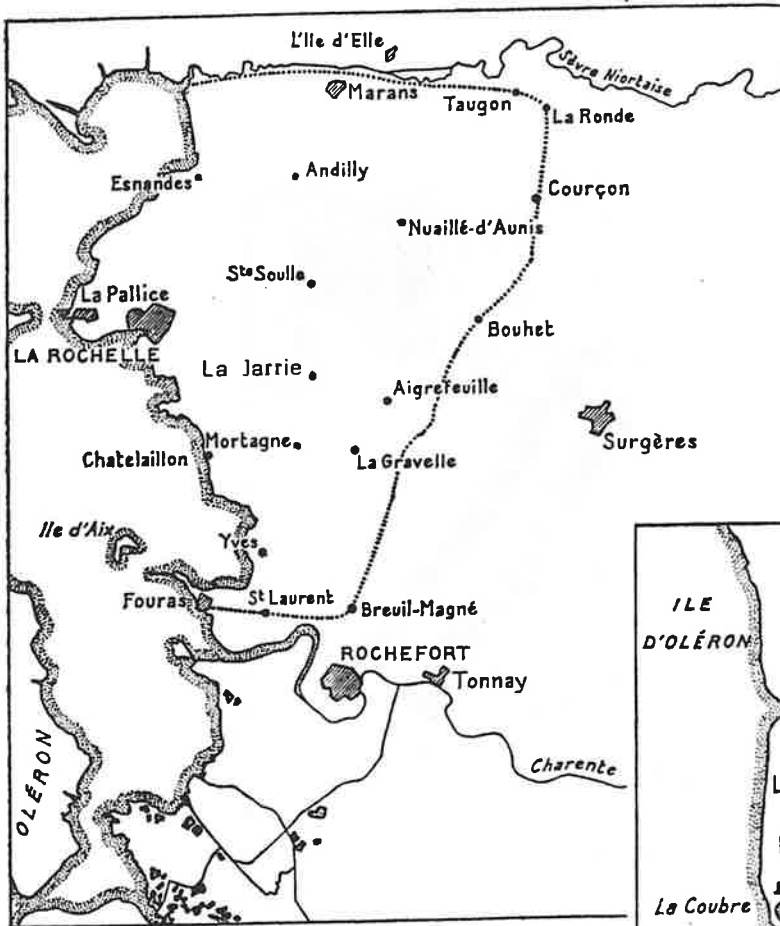 L'Ile d'Elle
Sèvre Niortaise
Marans
Taugon
La Ronde
Esnandes
Andilly
Courçon
Nuaillé-d'Aunis
Ste Soulle
La Pallice
Bouhet
LA ROCHELLE
La Jarrie
Aigrefeuille
Surgères
Mortagne
Chatelaillon
La Gravelle
Ile d'Aix
Yves
Fouras
St Laurent
Breuil-Magné
ROCHEFORT
Tonnay
OLÉRON
Charente
ILE
D'OLÉRON
L
La Coubre